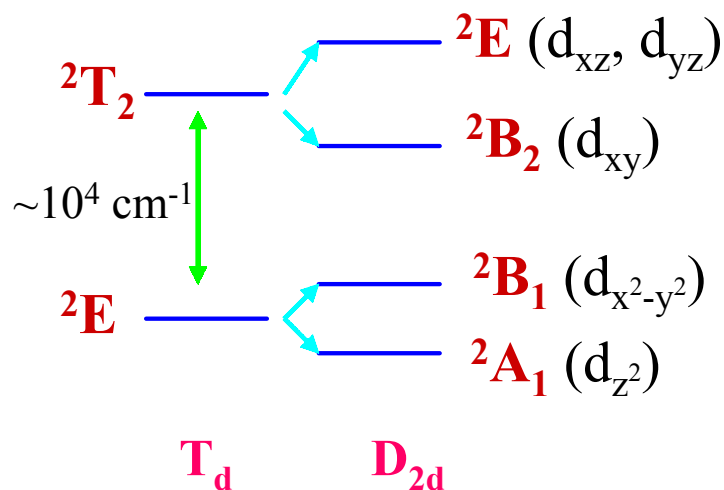 ²E (dxz, dyz)
²T₂
²B₂ (dxy)
~10⁴ cm⁻¹
²B₁ (dx²-y²)
²E
²A₁ (dz²)
Td D2d